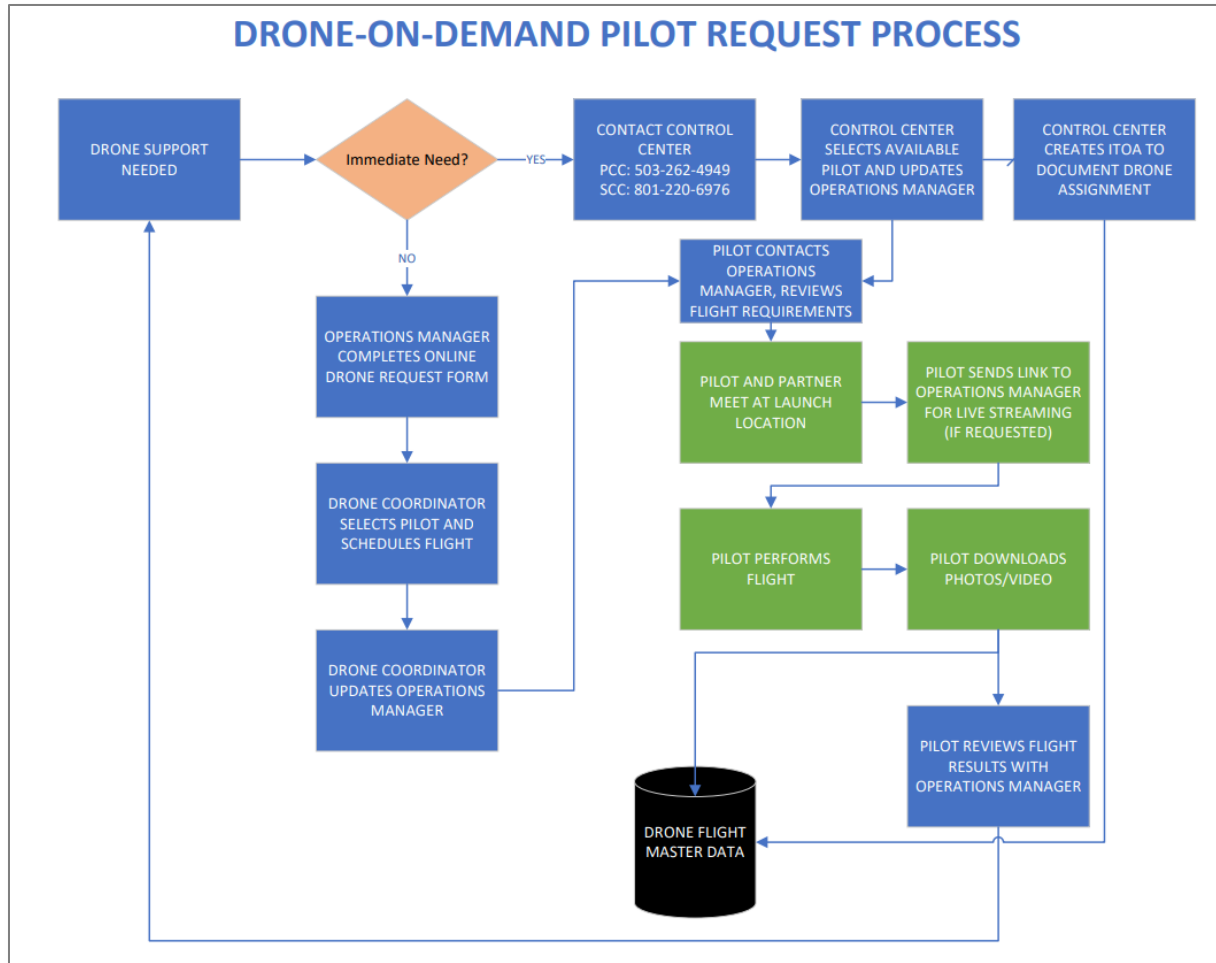 DRONE-ON-DEMAND PILOT REQUEST PROCESS
DRONE SUPPORT
NEEDED
Immediate Need?
YES
CONTACT CONTROL
CENTER
PCC: 503-262-4949
SCC: 801-220-6976
CONTROL CENTER
SELECTS AVAILABLE
PILOT AND UPDATES
OPERATIONS MANAGER
CONTROL CENTER
CREATES ITOA TO
DOCUMENT DRONE
ASSIGNMENT
NO
PILOT CONTACTS
OPERATIONS
MANAGER, REVIEWS
FLIGHT REQUIREMENTS
OPERATIONS MANAGER
COMPLETES ONLINE
DRONE REQUEST FORM
PILOT AND PARTNER
MEET AT LAUNCH
LOCATION
PILOT SENDS LINK TO
OPERATIONS MANAGER
FOR LIVE STREAMING
(IF REQUESTED)
DRONE COORDINATOR
SELECTS PILOT AND
SCHEDULES FLIGHT
PILOT PERFORMS
FLIGHT
PILOT DOWNLOADS
PHOTOS/VIDEO
DRONE COORDINATOR
UPDATES OPERATIONS
MANAGER
PILOT REVIEWS FLIGHT
RESULTS WITH
OPERATIONS MANAGER
DRONE FLIGHT
MASTER DATA